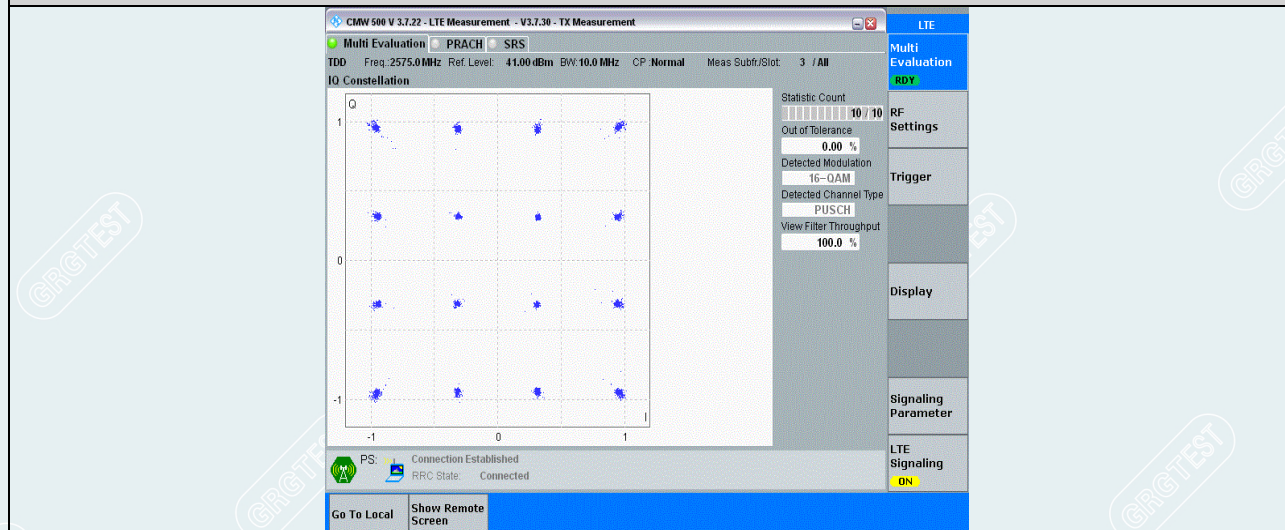 CMW 500 V 3.7.22 - LTE Measurement - V3.7.30 - TX Measurement
LTE
Multi Evaluation PRACH SRS
TDD Freq.:2575.0 MHz Ref. Level: 41.00 dBm BW:10.0 MHz CP :Normal Meas Subfr./Slot: 3 / All
IQ Constellation
Q
1
0
-1
-1 0 1
I
Statistic Count
10 / 10
Out of Tolerance
0.00 %
Detected Modulation
16-QAM
Detected Channel Type
PUSCH
View Filter Throughput
100.0 %
PS: Connection Established
RRC State: Connected
Multi
Evaluation
RDY
RF
Settings
Trigger
Display
Signaling
Parameter
LTE
Signaling
ON
Go To Local
Show Remote
Screen
GRGTEST
GRGTEST
GRGTEST
GRGTEST
GRGTEST